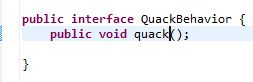 public interface QuackBehavior {
public void quack();
}